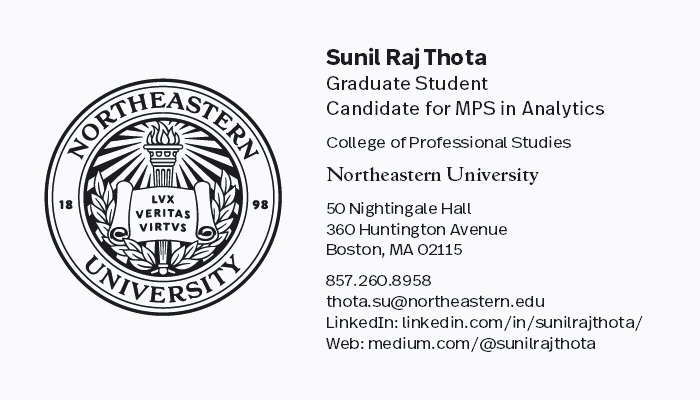 NORTHEASTERN
18 98
LVX
VERITAS
VIRTVS
UNIVERSITY
Sunil Raj Thota
Graduate Student
Candidate for MPS in Analytics
College of Professional Studies
Northeastern University
50 Nightingale Hall
360 Huntington Avenue
Boston, MA 02115
857.260.8958
thota.su@northeastern.edu
LinkedIn: linkedin.com/in/sunilrajthota/
Web: medium.com/@sunilrajthota